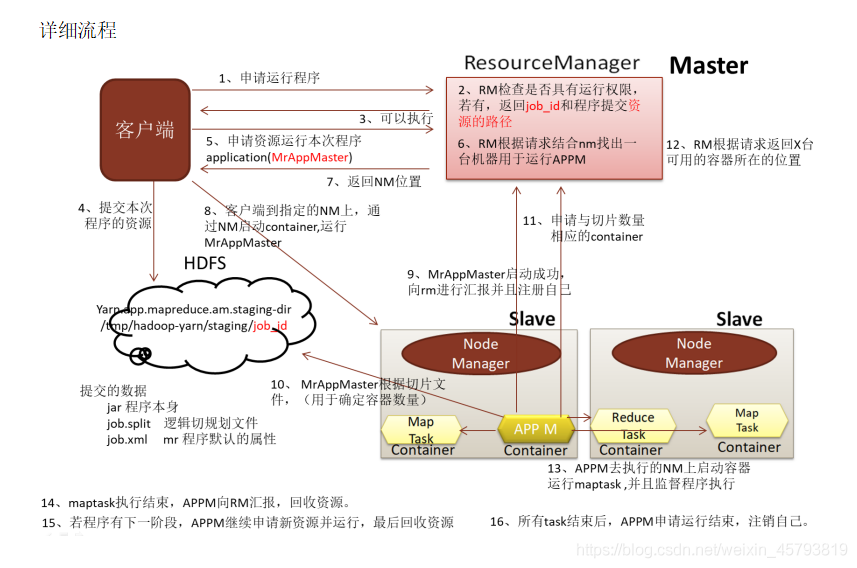 详细流程
ResourceManager
Master
1、申请运行程序
2、RM检查是否具有运行权限，
若有，返回job_id和程序提交资
源的路径
客户端
3、可以执行
5、申请资源运行本次程序
application(MrAppMaster)
6、RM根据请求结合nm找出一
台机器用于运行APPM
12、RM根据请求返回X台
可用的容器所在的位置
7、返回NM位置
4、提交本次
程序的资源
8、客户端到指定的NM上，通
过NM启动container,运行
MrAppMaster
11、申请与切片数量
相应的container
HDFS
9、MrAppMaster启动成功，
向rm进行汇报并且注册自己
Yarn.app.mapreduce.am.staging-dir
/tmp/hadoop-yarn/staging/job_id
Slave
Slave
Node
Manager
Node
Manager
提交的数据
jar 程序本身
job.split 逻辑切规划文件
job.xml mr 程序默认的属性
10、 MrAppMaster根据切片文
件，（用于确定容器数量）
Map
Task
Container
APP M
Container
Reduce
Task
Container
Map
Task
Container
13、APPM去执行的NM上启动容器
运行maptask ,并且监督程序执行
14、maptask执行结束，APPM向RM汇报，回收资源。
15、若程序有下一阶段，APPM继续申请新资源并运行，最后回收资源
16、所有task结束后，APPM申请运行结束，注销自己。
https://blog.csdn.net/weixin_45793819